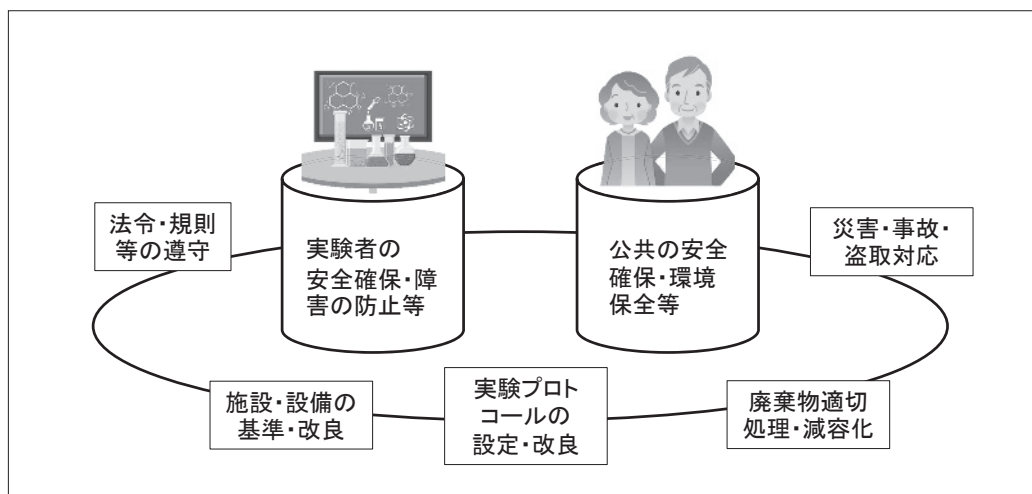 法令・規則
等の遵守
実験者の
安全確保・障
害の防止等
公共の安全
確保・環境
保全等
災害・事故・
盗取対応
施設・設備の
基準・改良
実験プロト
コールの
設定・改良
廃棄物適切
処理・減容化